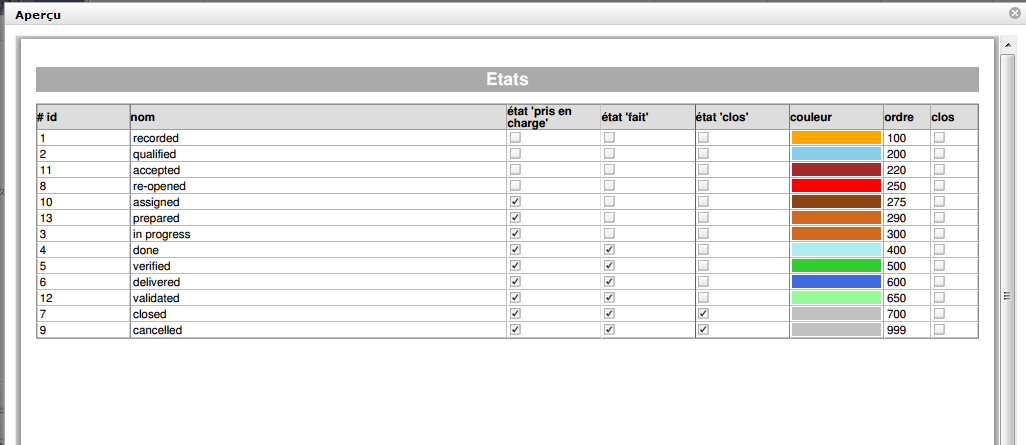 Aperçu
Etats
# id nom état 'pris en charge' état 'fait' état 'clos' couleur ordre clos
1 recorded 100
2 qualified 200
11 accepted 220
8 re-opened 250
10 assigned 275
13 prepared 290
3 in progress 300
4 done 400
5 verified 500
6 delivered 600
12 validated 650
7 closed 700
9 cancelled 999